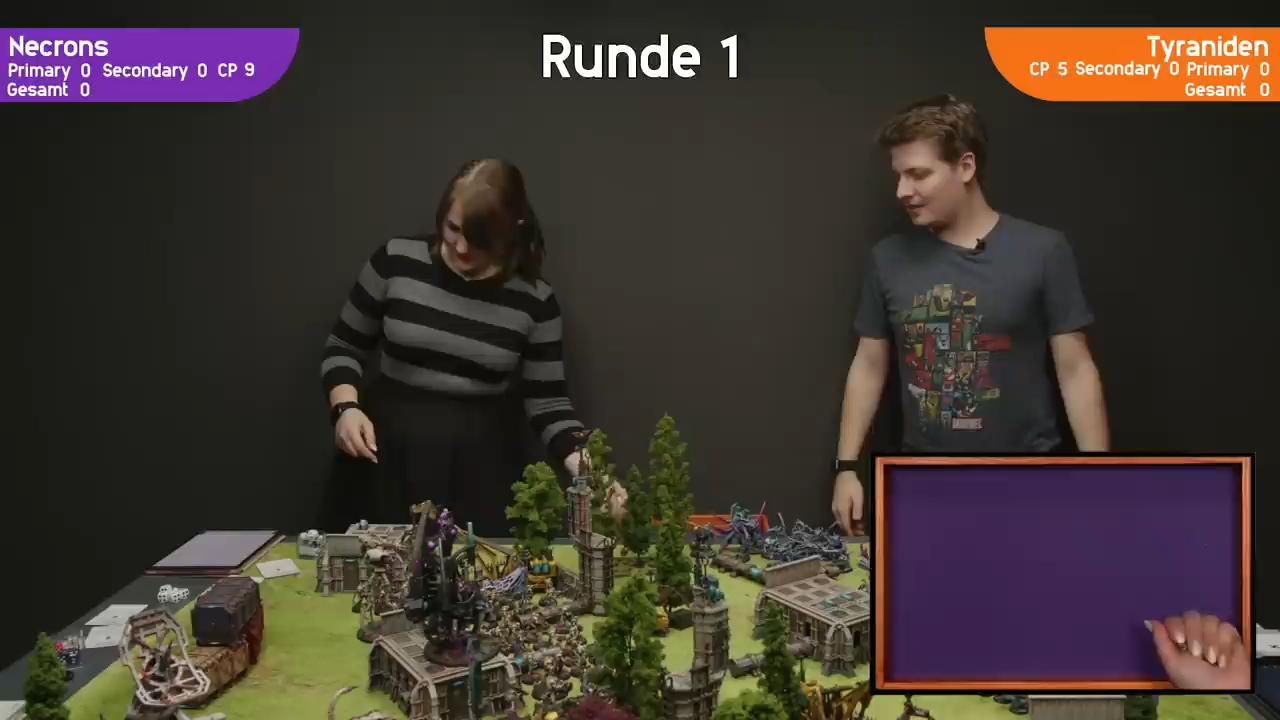 Necrons
Primary 0 Secondary 0 CP 9
Gesamt 0
Runde 1
Tyraniden
CP 5 Secondary 0 Primary 0
Gesamt 0
MARVEL